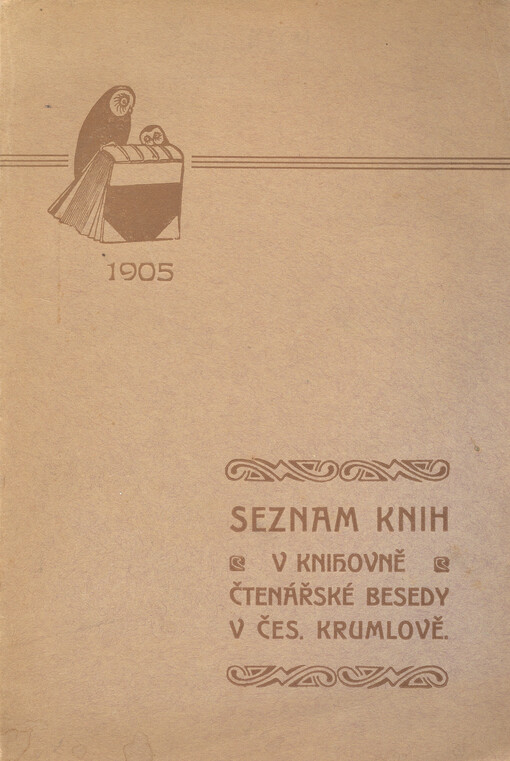 1905
SEZNAM KNIH
V KNIHOVNĚ
ČTENÁŘSKÉ BESEDY
V ČES. KRUMLOVĚ.